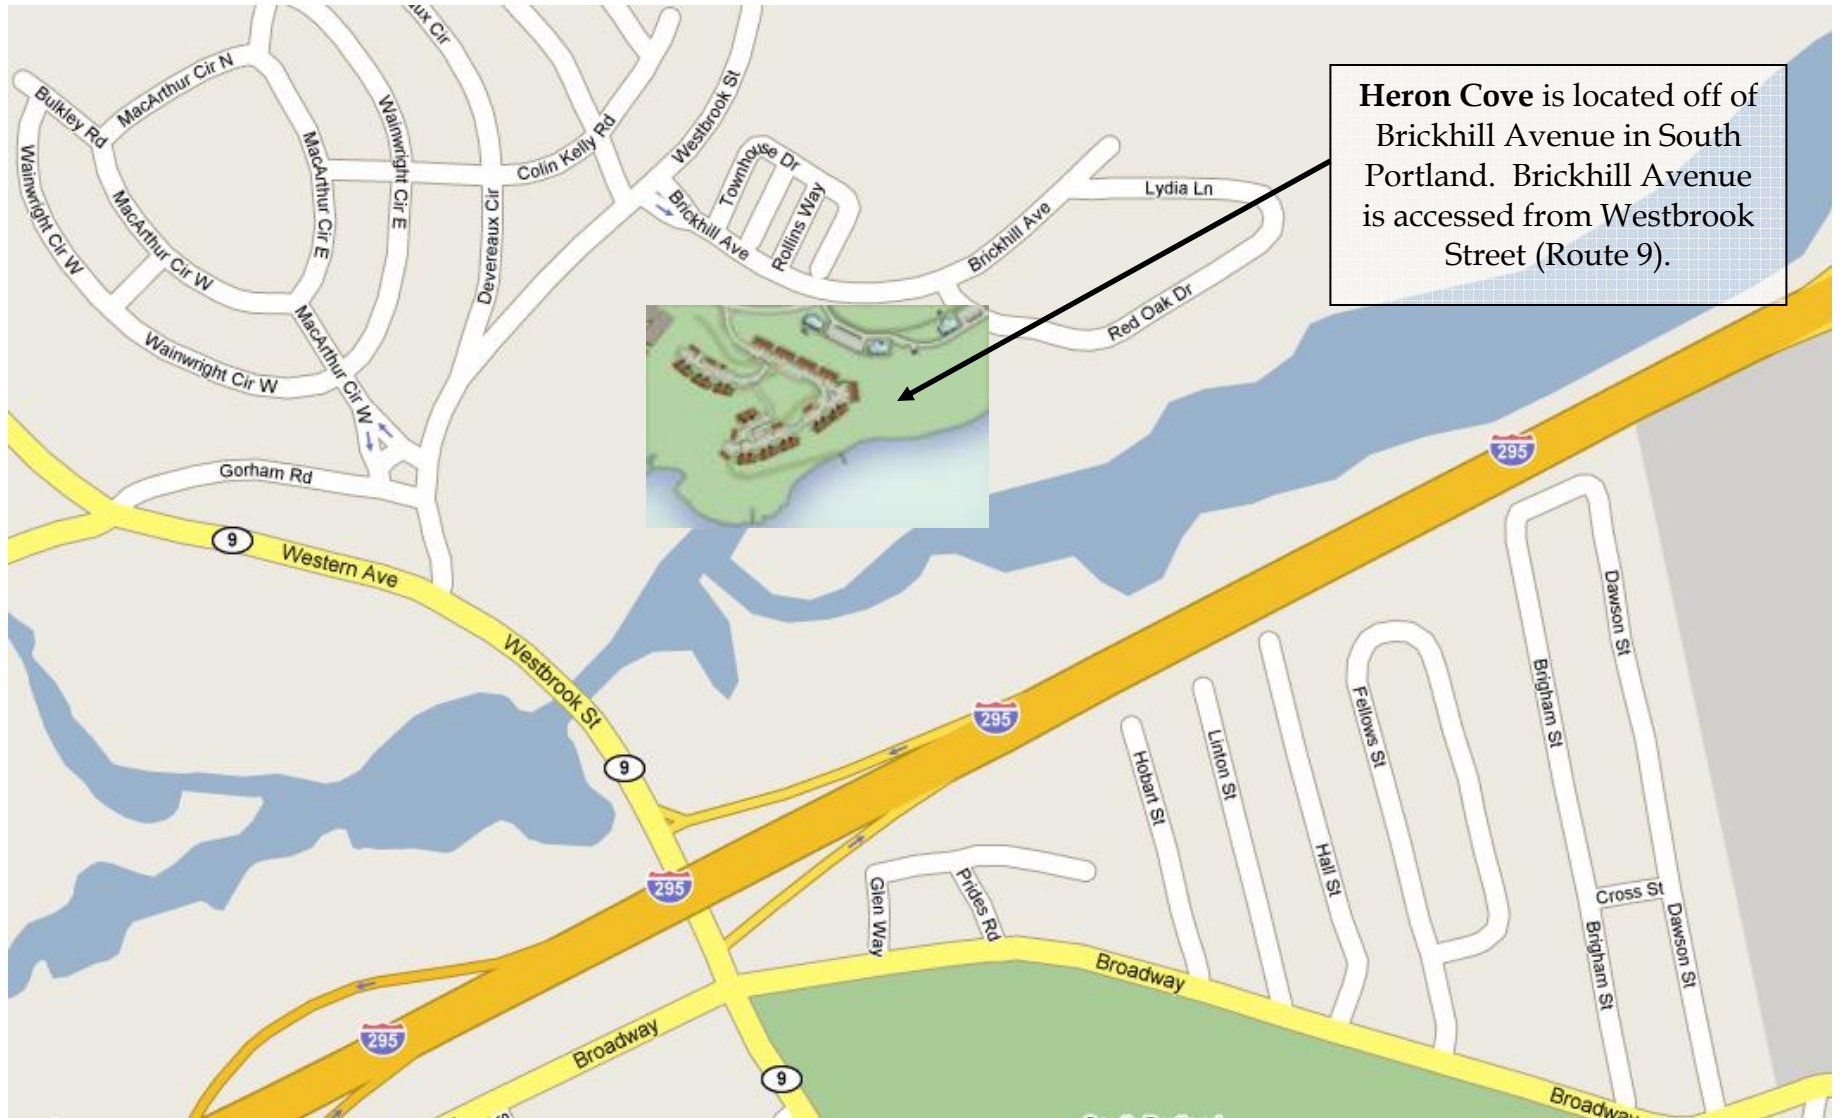 ux Cir
MacArthur Cir N
Bulkley Rd
Wainwright Cir E
Westbrook St
Heron Cove is located off of
Brickhill Avenue in South
Portland. Brickhill Avenue
is accessed from Westbrook
Street (Route 9).
Colin Kelly Rd
Townhouse Dr
MacArthur Cir E
Wainwright Cir W
Lydia Ln
MacArthur Cir W
Devereaux Cir
Brickhill Ave
Rollins Way
Brickhill Ave
Red Oak Dr
MacArthur Cir W
Wainwright Cir W
295
Gorham Rd
9
Western Ave
Dawson St
Westbrook St
Brigham St
Fellows St
295
Linton St
Hobart St
9
Hall St
295
Glen Way
Prides Rd
Cross St
Brigham St
Dawson St
Broadway
295
Broadway
9
Broadway